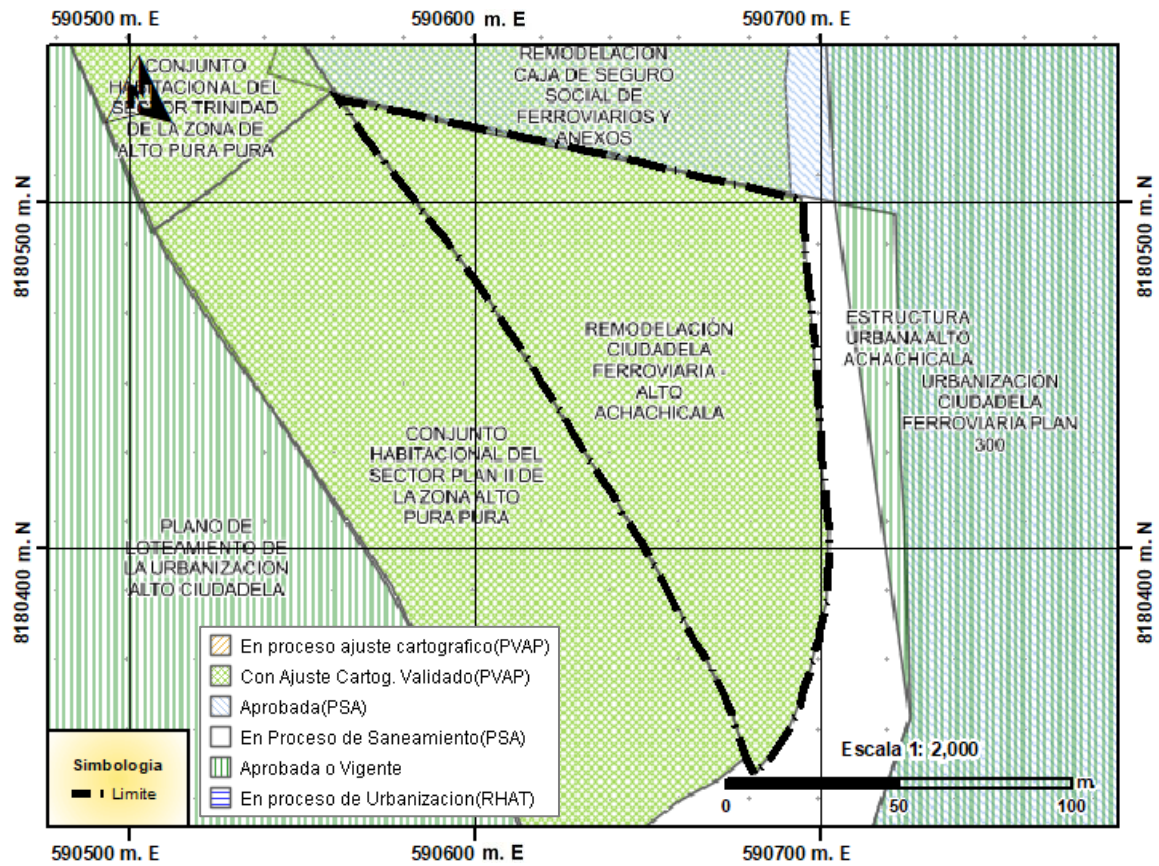 590500 m. E
590600 m. E
590700 m. E
CONJUNTO
HABITACIONAL DEL
SECTOR TRINIDAD
DE LA ZONA DE
ALTO PURA PURA
N
REMODELACIÓN
CAJA DE SEGURO
SOCIAL DE
FERROVIARIOS Y
ANEXOS
8180500 m. N
8180500 m. N
REMODELACIÓN
CIUDADELA
FERROVIARIA -
ALTO
ACHACHICALA
ESTRUCTURA
URBANA ALTO
ACHACHICALA
URBANIZACIÓN
CIUDADELA
FERROVIARIA PLAN
300
CONJUNTO
HABITACIONAL DEL
SECTOR PLAN II DE
LA ZONA ALTO
PURA PURA
PLANO DE
LOTEAMIENTO DE
LA URBANIZACIÓN
ALTO CIUDADELA
8180400 m. N
8180400 m. N
En proceso ajuste cartografico(PVAP)
Con Ajuste Cartog. Validado(PVAP)
Aprobada(PSA)
En Proceso de Saneamiento(PSA)
Aprobada o Vigente
En proceso de Urbanizacion(RHAT)
Simbologia
Limite
Escala 1: 2,000
m.
0
50
100
590500 m. E
590600 m. E
590700 m. E